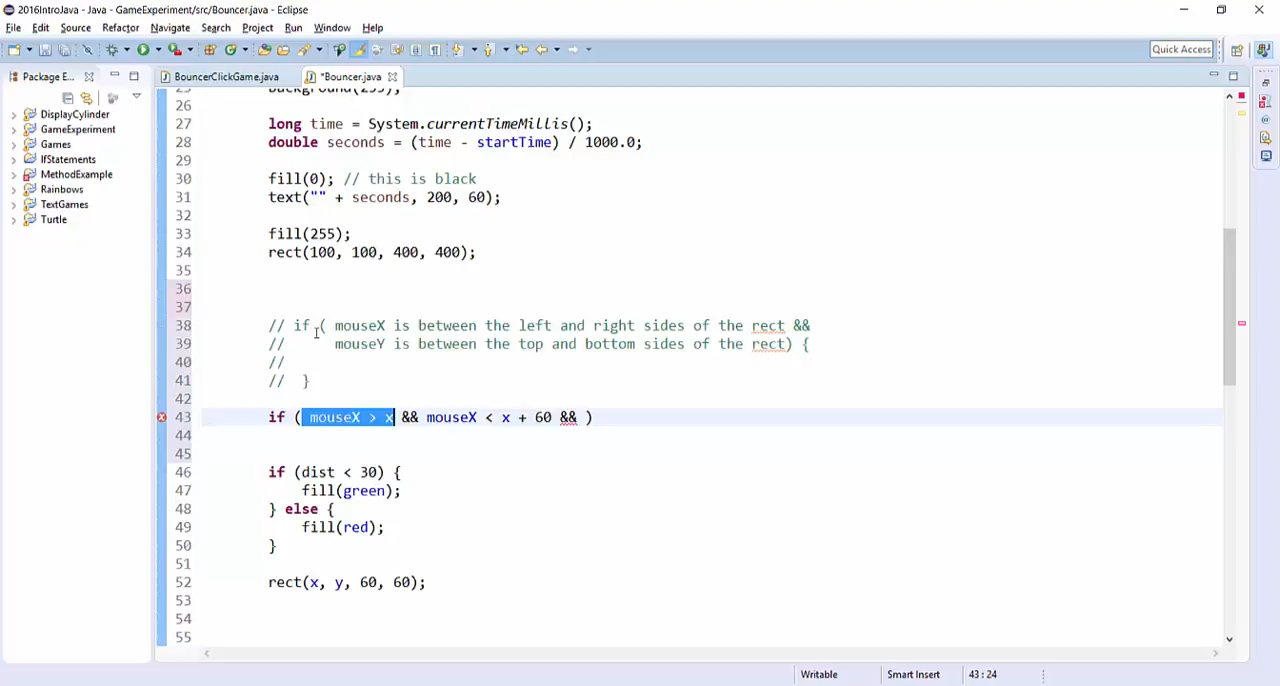 2016IntroJava - Java - GameExperiment/src/Bouncer.java - Eclipse
File Edit Source Refactor Navigate Search Project Run Window Help
Quick Access
Package E...
BouncerClickGame.java
*Bouncer.java
DisplayCylinder
GameExperiment
Games
IfStatements
MethodExample
Rainbows
TextGames
Turtle
25 background(255);
26
27 long time = System.currentTimeMillis();
28 double seconds = (time - startTime) / 1000.0;
29
30 fill(0); // this is black
31 text("" + seconds, 200, 60);
32
33 fill(255);
34 rect(100, 100, 400, 400);
35
36
37
38 // if ( mouseX is between the left and right sides of the rect &&
39 // mouseY is between the top and bottom sides of the rect) {
40 //
41 // }
42
43 if ( mouseX > x && mouseX < x + 60 && )
44
45
46 if (dist < 30) {
47 fill(green);
48 } else {
49 fill(red);
50 }
51
52 rect(x, y, 60, 60);
53
54
55
Writable Smart Insert 43 : 24